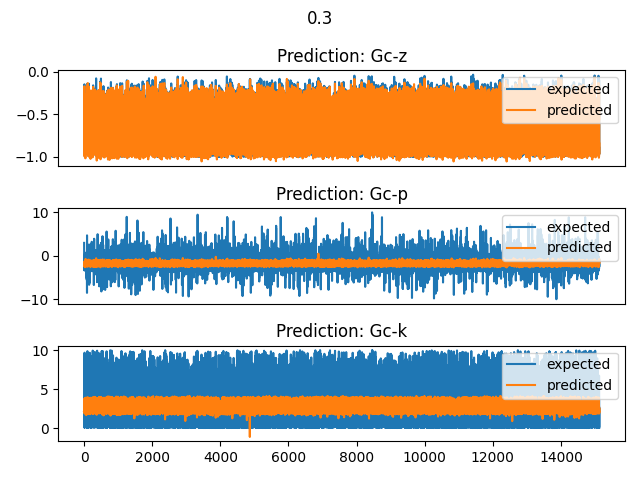 0.3
Prediction: Gc-z
0.0
−0.5
−1.0
expected
predicted
Prediction: Gc-p
10
0
−10
expected
predicted
Prediction: Gc-k
10
5
0
expected
predicted
0 2000 4000 6000 8000 10000 12000 14000